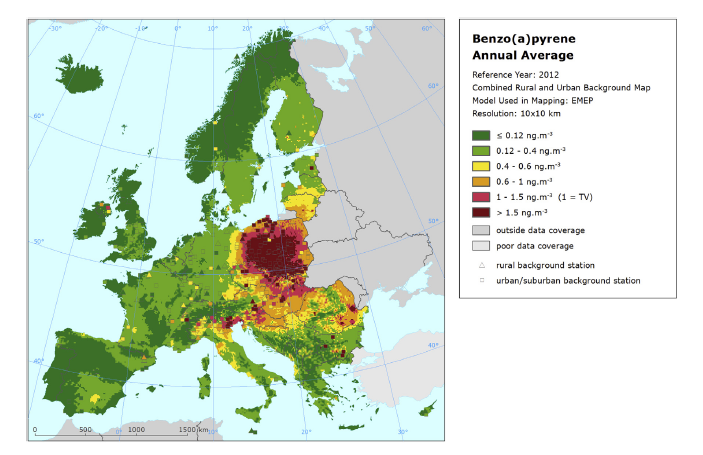 Benzo(a)pyrene
Annual Average
Reference Year: 2012
Combined Rural and Urban Background Map
Model Used in Mapping: EMEP
Resolution: 10x10 km
≤ 0.12 ng.m⁻³
0.12 - 0.4 ng.m⁻³
0.4 - 0.6 ng.m⁻³
0.6 - 1 ng.m⁻³
1 - 1.5 ng.m⁻³ (1 = TV)
> 1.5 ng.m⁻³
outside data coverage
poor data coverage
rural background station
urban/suburban background station
-30° -20° -10° 0° 10° 20° 30° 40° 50° 60°
60° 60°
50° 50°
40° 40°
0 500 1000 1500 km
0° 10° 20° 30°